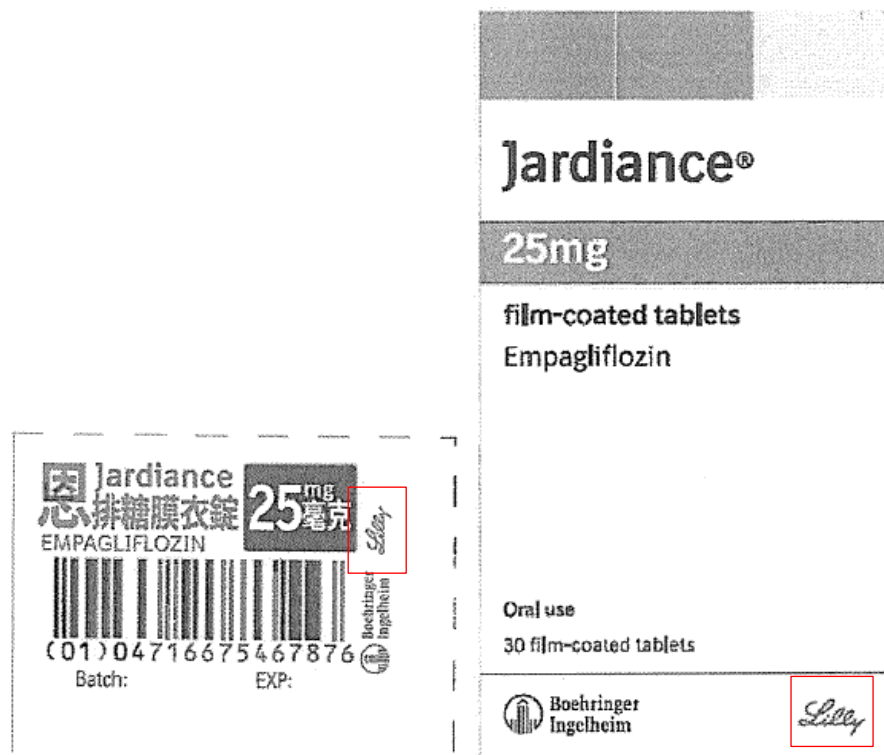 Jardiance®
25mg
film-coated tablets
Empagliflozin
Oral use
30 film-coated tablets
Boehringer
Ingelheim
Lilly
恩 Jardiance
排糖膜衣錠
25 mg
毫克
EMPAGLIFLOZIN
Lilly
Boehringer
Ingelheim
(01)04716675467876
Batch: EXP: